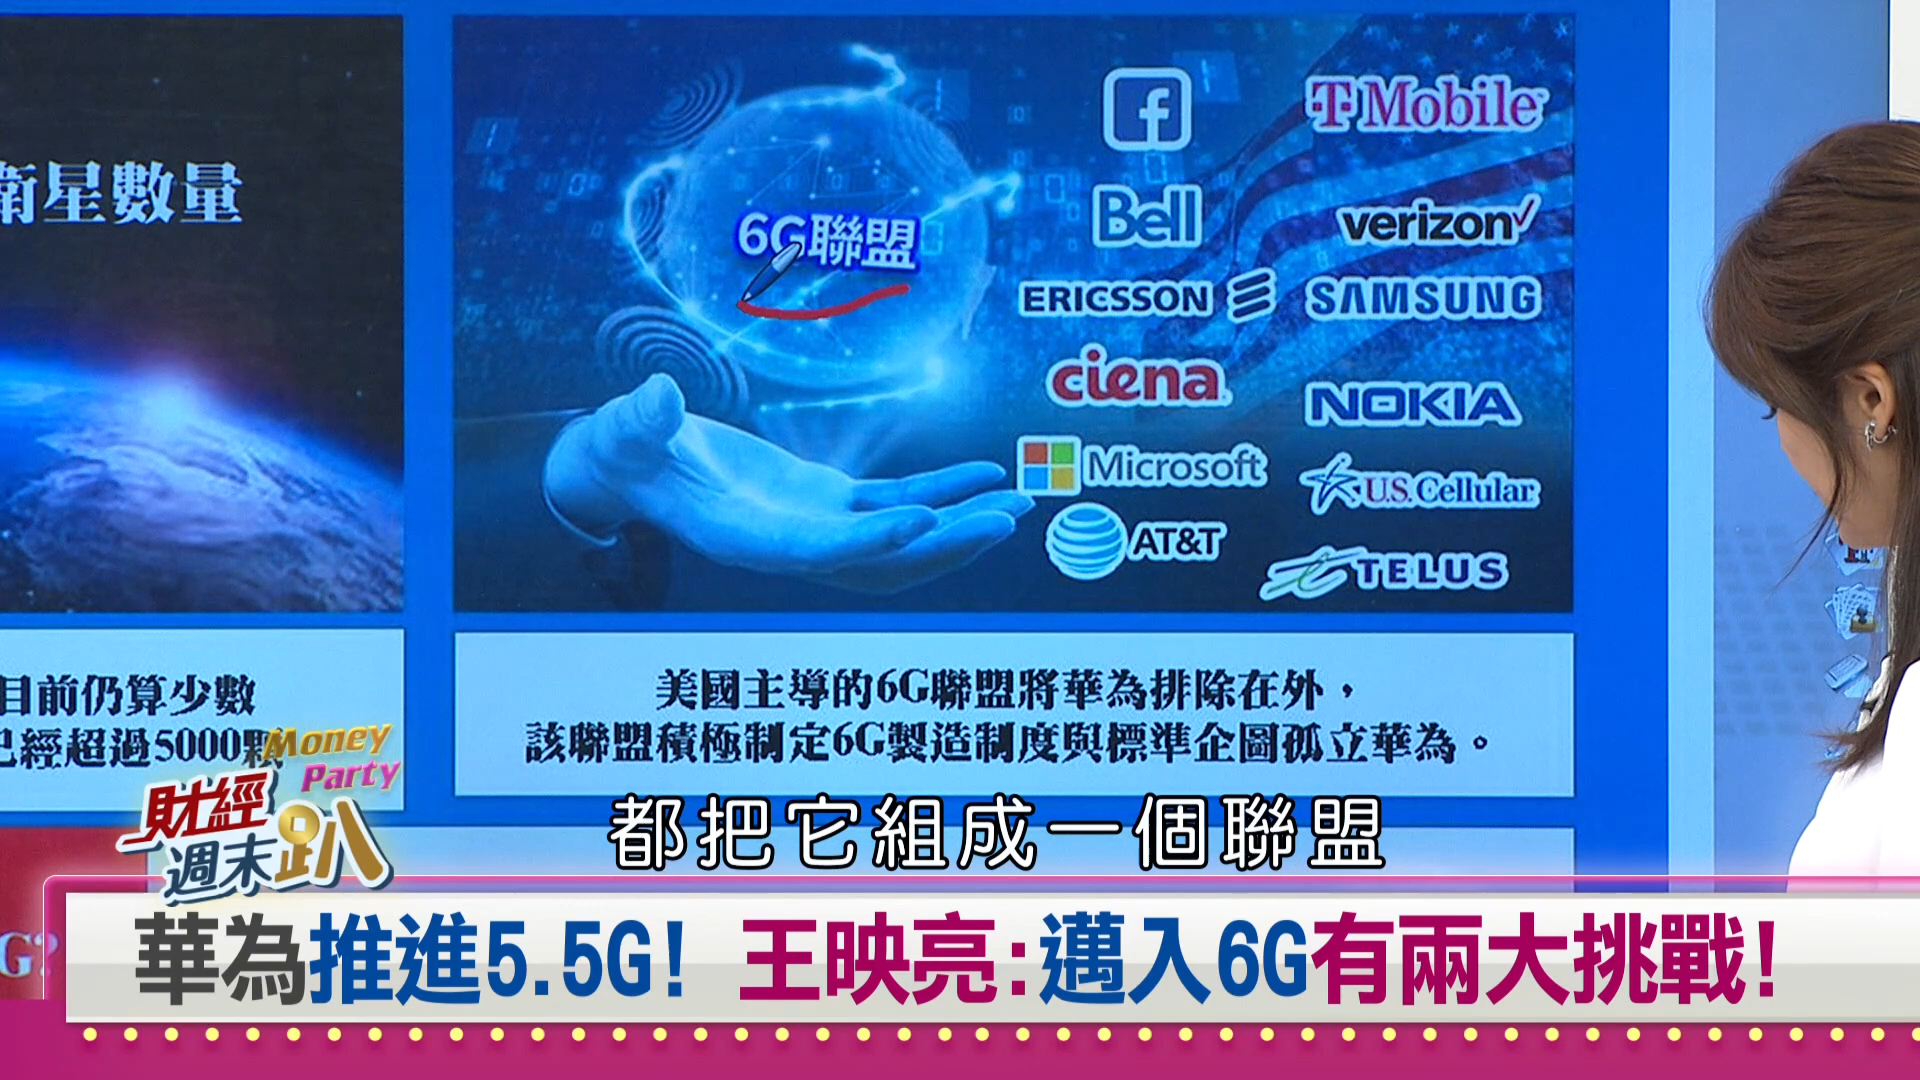 衛星數量
6G聯盟
f
T Mobile
Bell
verizon
ERICSSON
SAMSUNG
ciena
NOKIA
Microsoft
U.S. Cellular
AT&T
TELUS
目前仍算少數
已經超過5000顆
美國主導的6G聯盟將華為排除在外，
該聯盟積極制定6G製造制度與標準企圖孤立華為。
Money
Party
財經
週末趴
都把它組成一個聯盟
G?
華為推進5.5G! 王映亮:邁入6G有兩大挑戰!